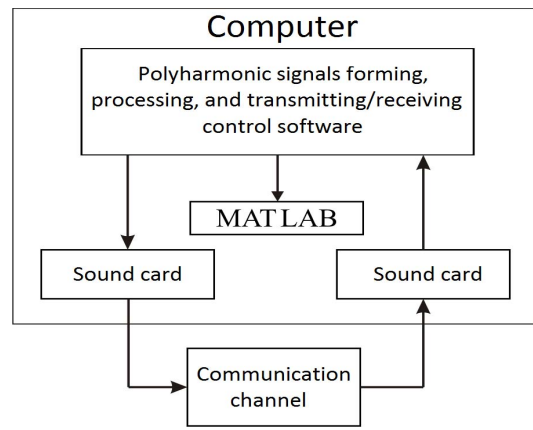 Computer
Polyharmonic signals forming,
processing, and transmitting/receiving
control software
MATLAB
Sound card
Sound card
Communication
channel